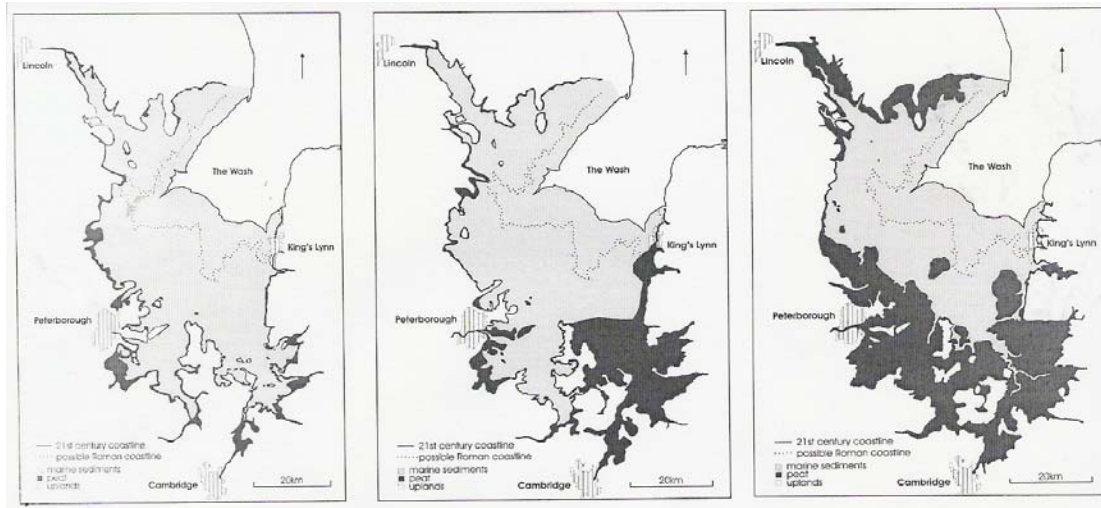 Lincoln
The Wash
King's Lynn
Peterborough
21st century coastline
possible Roman coastline
marine sediments
peat
uplands
Cambridge
20km
Lincoln
The Wash
King's Lynn
Peterborough
21st century coastline
possible Roman coastline
marine sediments
peat
uplands
Cambridge
20km
Lincoln
The Wash
King's Lynn
Peterborough
21st century coastline
possible Roman coastline
marine sediments
peat
uplands
Cambridge
20km